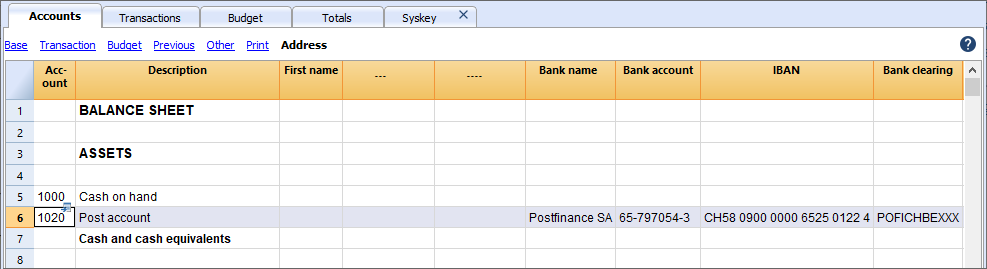 Accounts Transactions Budget Totals Syskey
Base Transaction Budget Previous Other Print Address ?
Acc-
ount Description First name --- ---- Bank name Bank account IBAN Bank clearing
1 BALANCE SHEET
2
3 ASSETS
4
5 1000 Cash on hand
6 1020 Post account Postfinance SA 65-797054-3 CH58 0900 0000 6525 0122 4 POFICHBEXXX
7 Cash and cash equivalents
8